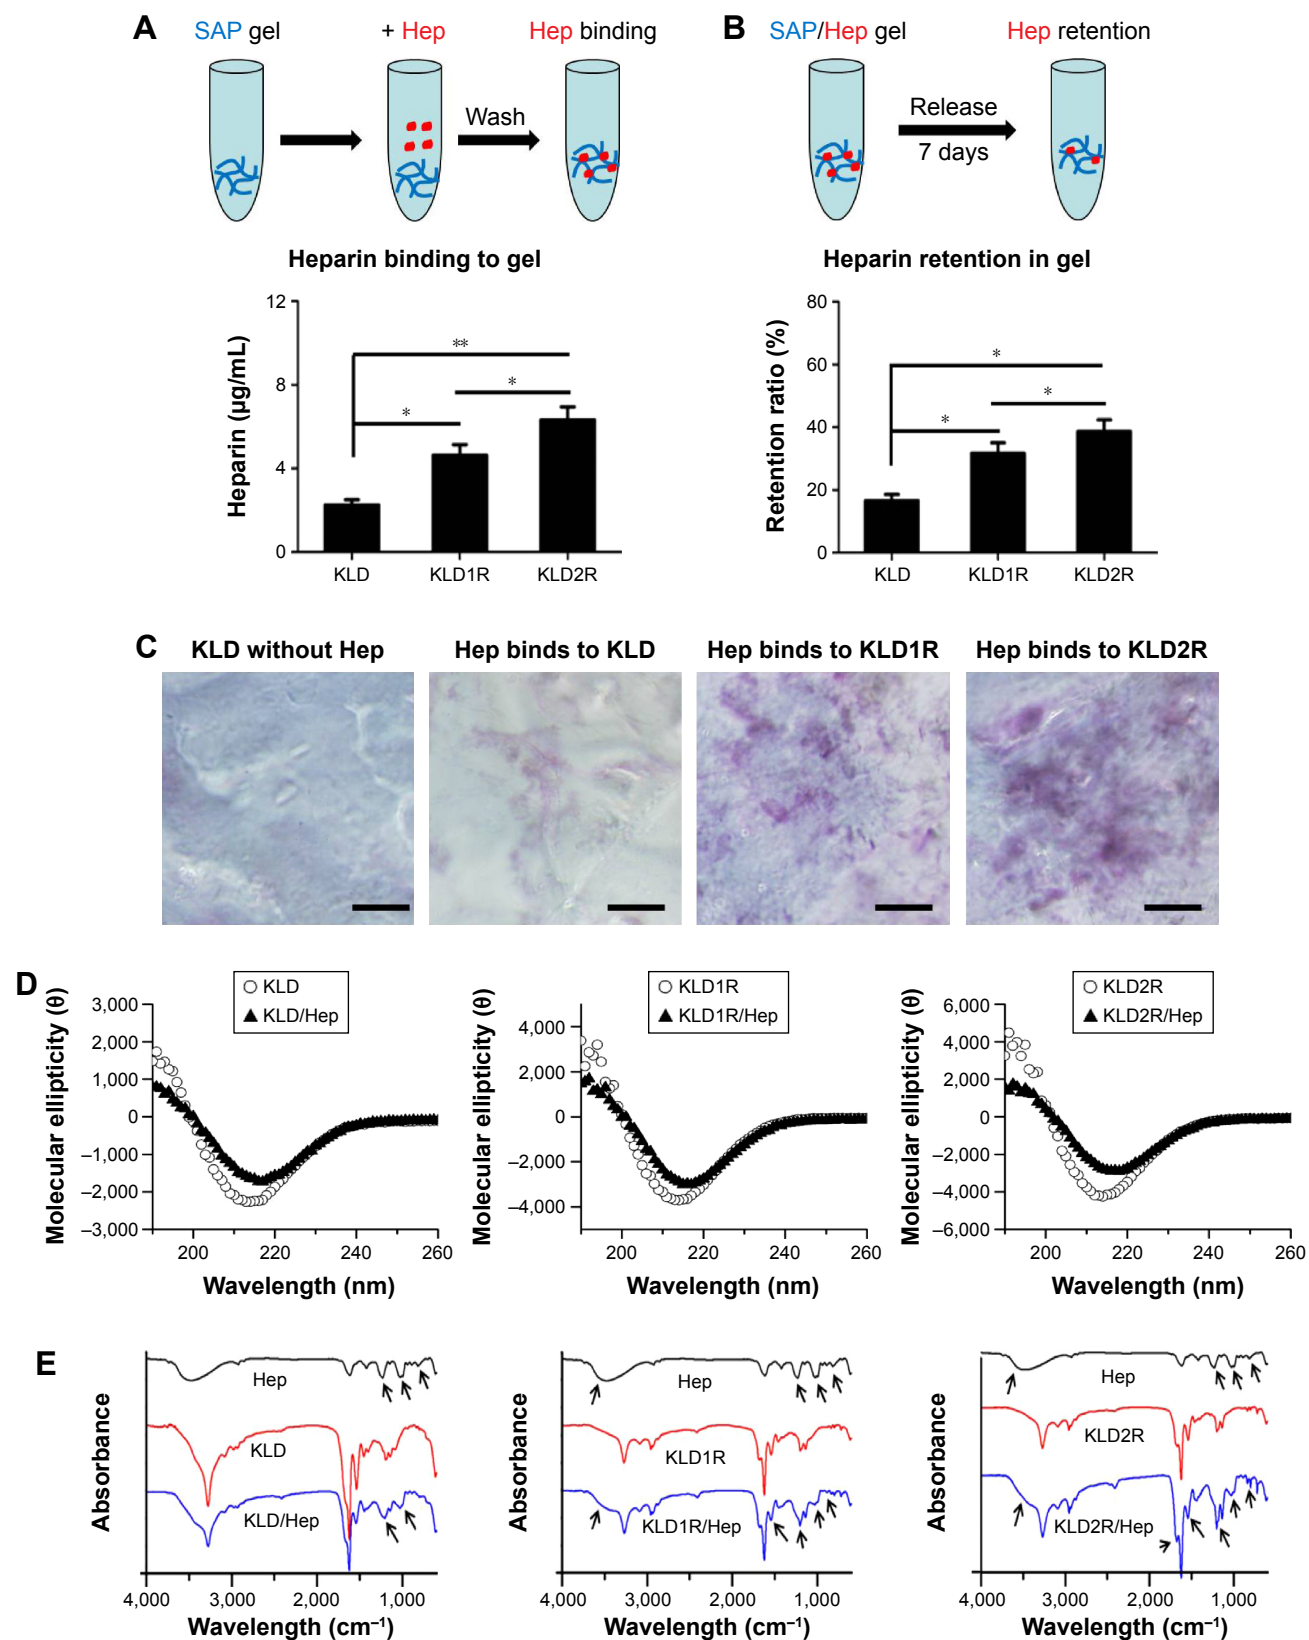 A
SAP gel
+ Hep
Hep binding
Wash
B
SAP/Hep gel
Hep retention
Release
7 days
Heparin binding to gel
Heparin (µg/mL)
12
8
4
0
**
*
*
KLD
KLD1R
KLD2R
Heparin retention in gel
Retention ratio (%)
80
60
40
20
0
*
*
*
KLD
KLD1R
KLD2R
C
KLD without Hep
Hep binds to KLD
Hep binds to KLD1R
Hep binds to KLD2R
D
Molecular ellipticity (θ)
3,000
2,000
1,000
0
–1,000
–2,000
–3,000
KLD
KLD/Hep
200
220
240
260
Wavelength (nm)
Molecular ellipticity (θ)
4,000
2,000
0
–2,000
–4,000
KLD1R
KLD1R/Hep
200
220
240
260
Wavelength (nm)
Molecular ellipticity (θ)
6,000
4,000
2,000
0
–2,000
–4,000
–6,000
KLD2R
KLD2R/Hep
200
220
240
260
Wavelength (nm)
E
Absorbance
Hep
KLD
KLD/Hep
4,000
3,000
2,000
1,000
Wavelength (cm⁻¹)
Absorbance
Hep
KLD1R
KLD1R/Hep
4,000
3,000
2,000
1,000
Wavelength (cm⁻¹)
Absorbance
Hep
KLD2R
KLD2R/Hep
4,000
3,000
2,000
1,000
Wavelength (cm⁻¹)